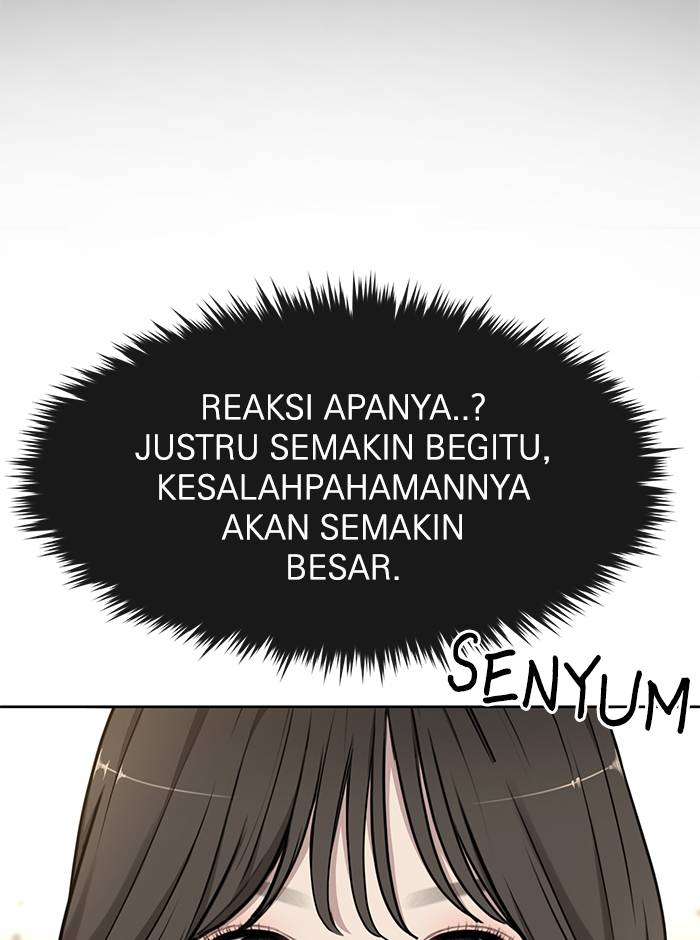 REAKSI APANYA..?
JUSTRU SEMAKIN BEGITU,
KESALAHPAHAMANNYA
AKAN SEMAKIN
BESAR.
SENYUM